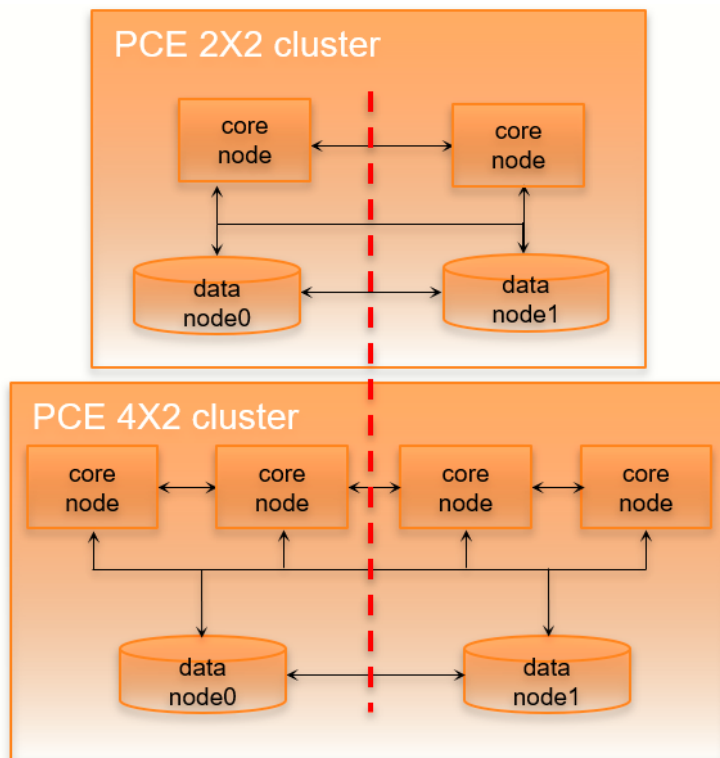 PCE 2X2 cluster
core
node
core
node
data
node0
data
node1
PCE 4X2 cluster
core
node
core
node
core
node
core
node
data
node0
data
node1